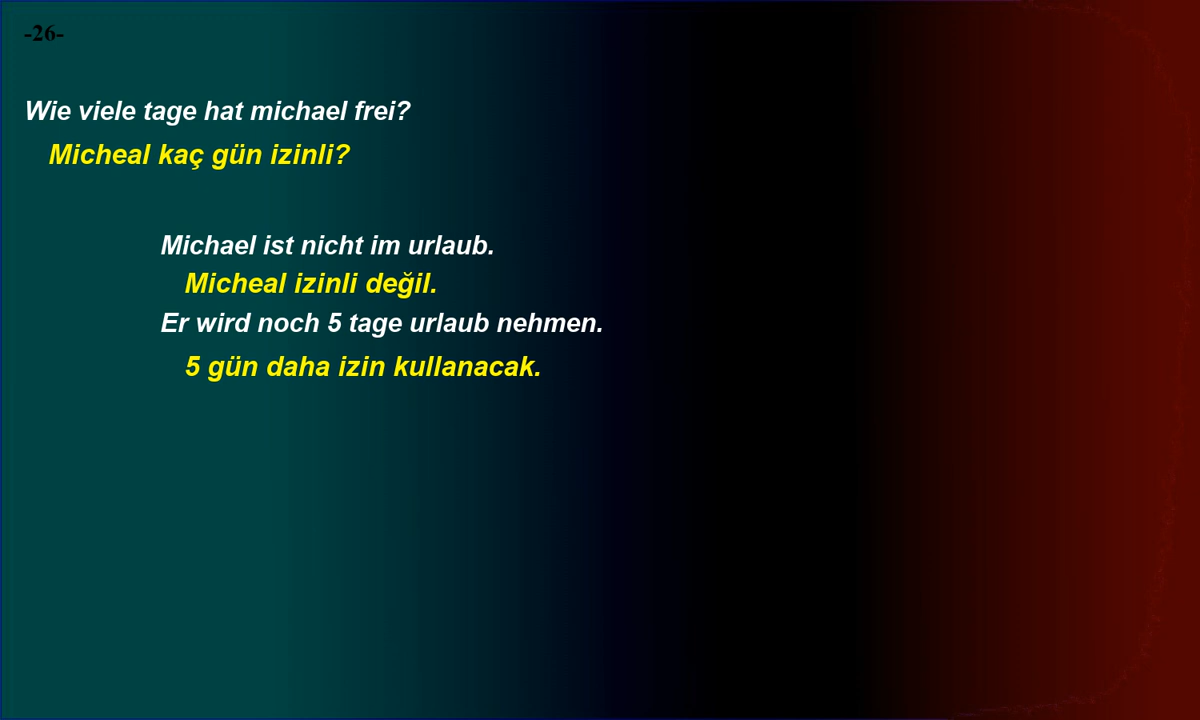 -26-
Wie viele tage hat michael frei?
Micheal kaç gün izinli?
Michael ist nicht im urlaub.
Micheal izinli değil.
Er wird noch 5 tage urlaub nehmen.
5 gün daha izin kullanacak.